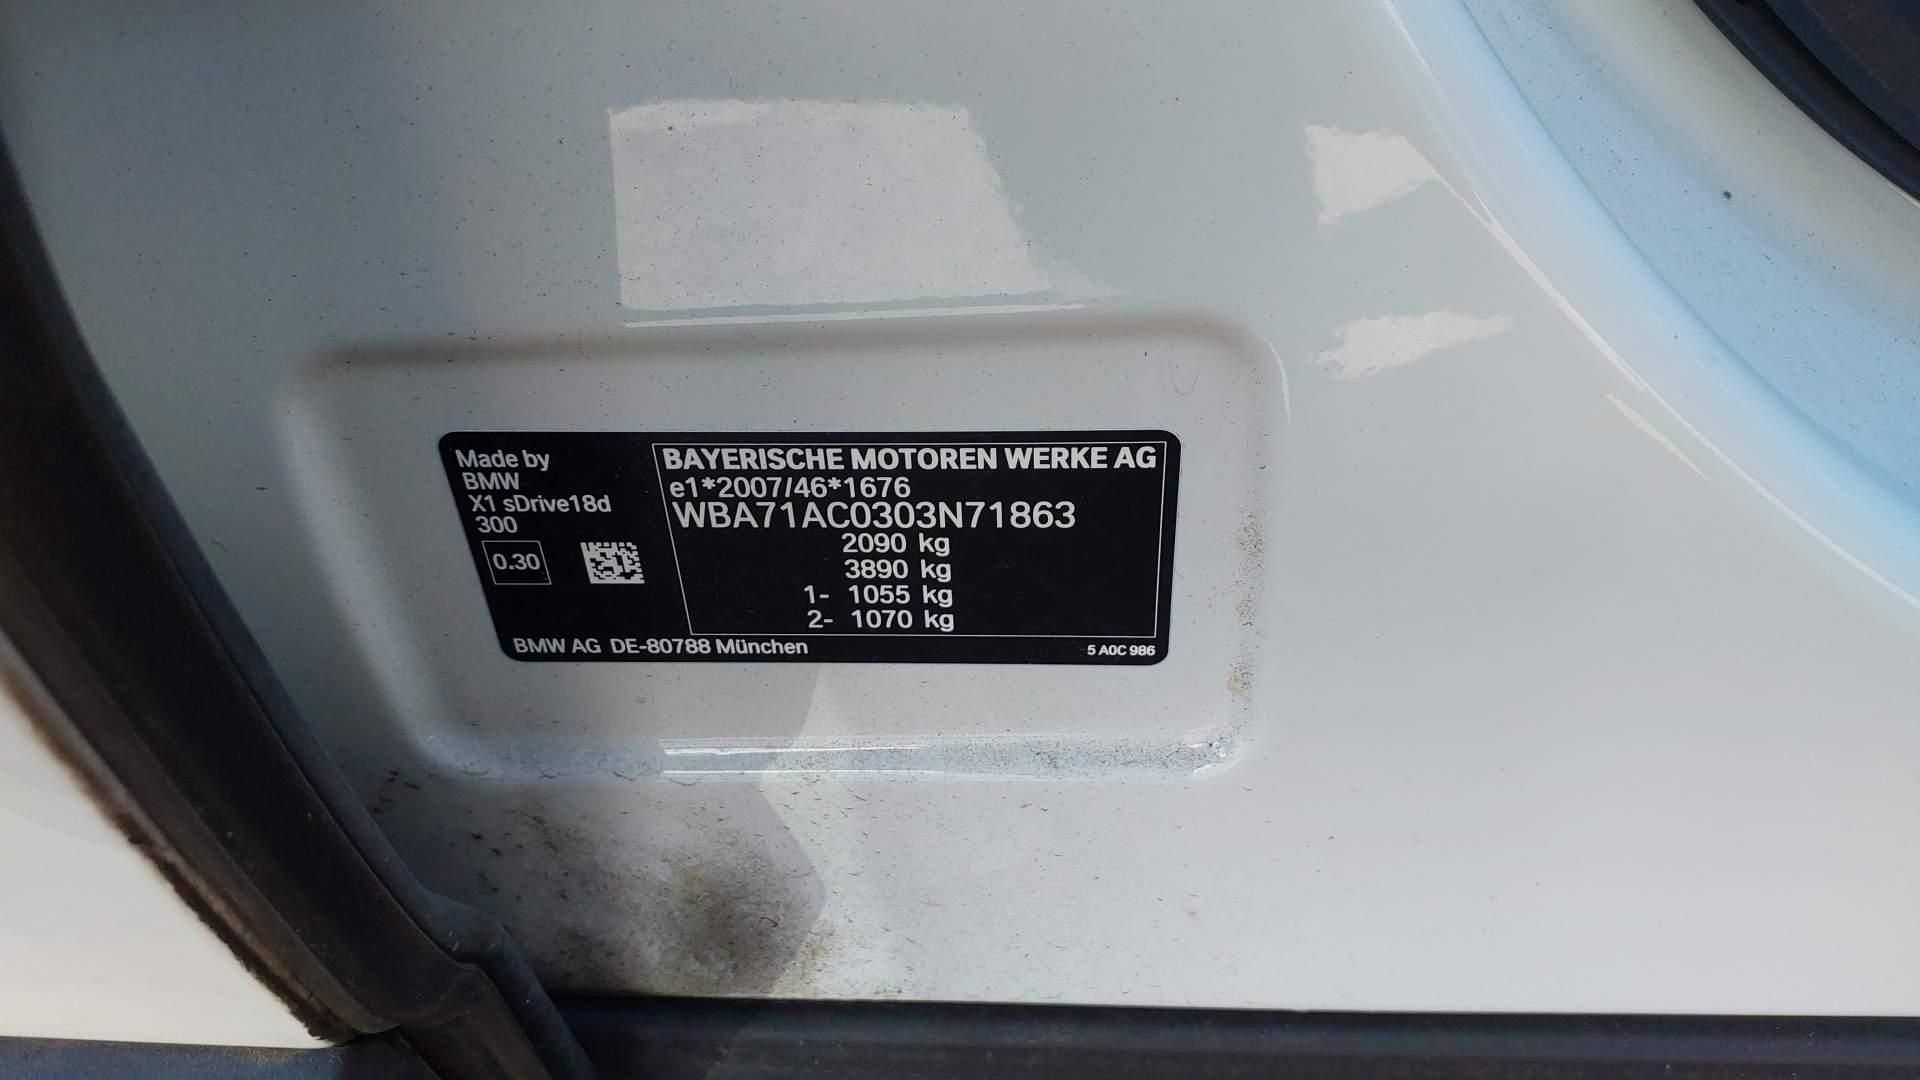 Made by
BMW
X1 sDrive18d
300
0.30
BAYERISCHE MOTOREN WERKE AG
e1*2007/46*1676
WBA71AC0303N71863
2090 kg
3890 kg
1- 1055 kg
2- 1070 kg
BMW AG DE-80788 München
5 A0C 986